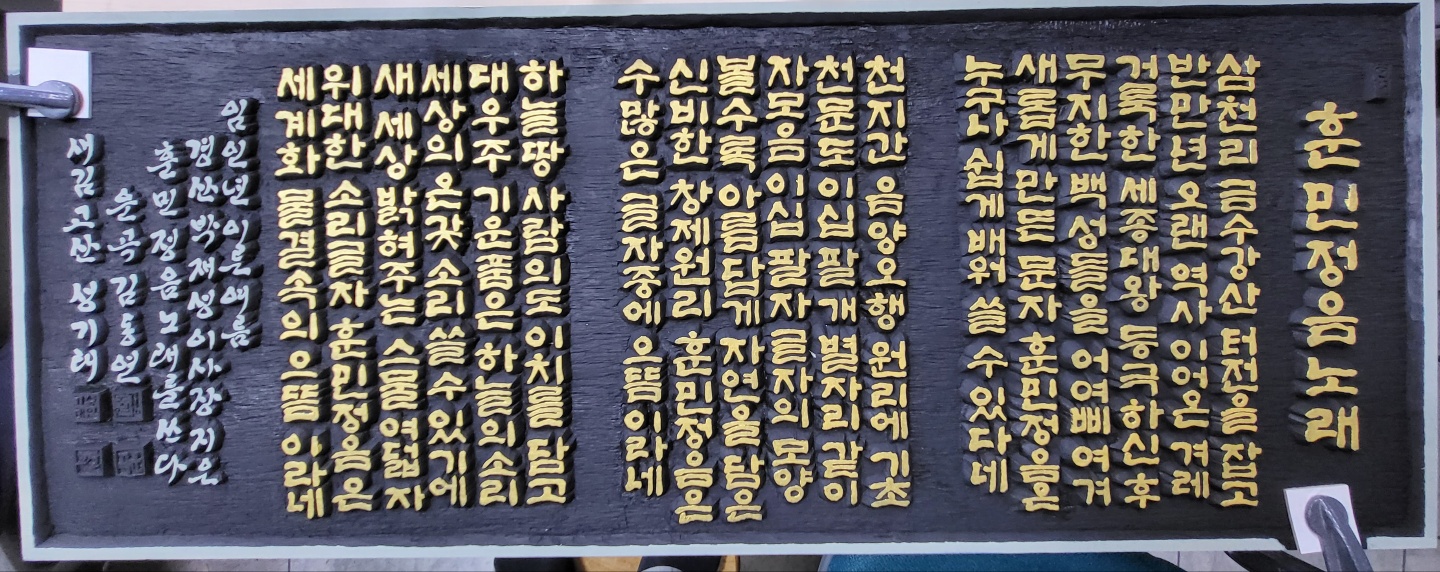 훈민정음노래
삼천리 금수강산 터전을 잡고
반만년 오랜 역사 이어온 겨레
거룩한 세종대왕 등극하신 후
무지한 백성들을 어여삐 여겨
새롭게 만든 문자 훈민정음은
누구나 쉽게 배워 쓸 수 있다네
천지간 음양오행 원리에 기초
천문도 이십팔개 별자리 같이
자모음 이십팔자 글자의 모양
볼수록 아름답게 자연을 담은
신비한 창제원리 훈민정음은
수많은 글자중에 으뜸이라네
하늘땅 사람의도 이치를 담고
대우주 기운품은 하늘의 소리
세상의 온갖 소리 쓸 수 있기에
새세상 밝혀주는 스물여덟자
위대한 소리글자 훈민정음은
세계화 물결속의 으뜸 아라네
임인년 이른여름
겸산 박재성 이사장 지은
훈민정음 노래를 쓰다
운곡 김동연
새김 고산 성기태